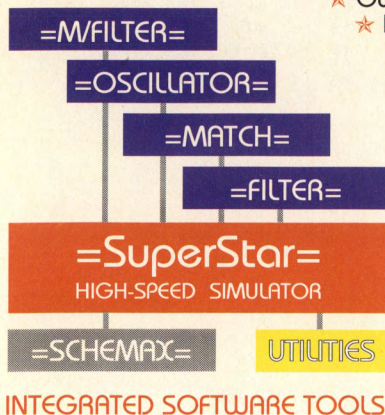 =M/FILTER=
=OSCILLATOR=
=MATCH=
=FILTER=
=SuperStar=
HIGH-SPEED SIMULATOR
=SCHEMAX=
UTILITIES
INTEGRATED SOFTWARE TOOLS